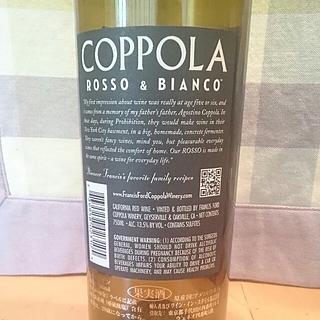 COPPOLA
ROSSO & BIANCO
"My first impression about wine was really at age five or six, and
it comes from a memory of my father's father, Agostino Coppola. In
those days, during Prohibition, they would make wine in their
New York City basement, in a big, homemade, concrete fermenter.
They weren't fancy wines, mind you, but pleasurable everyday
wines that reflected the comfort of home. Our ROSSO is made in
the same spirit – a wine for everyday life."
Discover Francis's favorite family recipes
www.FrancisFordCoppolaWinery.com
CALIFORNIA RED WINE • VINTED & BOTTLED BY FRANCIS FORD
COPPOLA WINERY, GEYSERVILLE & OAKVILLE, CA • NET CONTENTS
750ML • ALC. 13.5% BY VOL. • CONTAINS SULFITES
GOVERNMENT WARNING: (1) ACCORDING TO THE SURGEON
GENERAL, WOMEN SHOULD NOT DRINK ALCOHOLIC
BEVERAGES DURING PREGNANCY BECAUSE OF THE RISK OF
BIRTH DEFECTS. (2) CONSUMPTION OF ALCOHOLIC
BEVERAGES IMPAIRS YOUR ABILITY TO DRIVE A CAR OR
OPERATE MACHINERY, AND MAY CAUSE HEALTH PROBLEMS.
果実酒